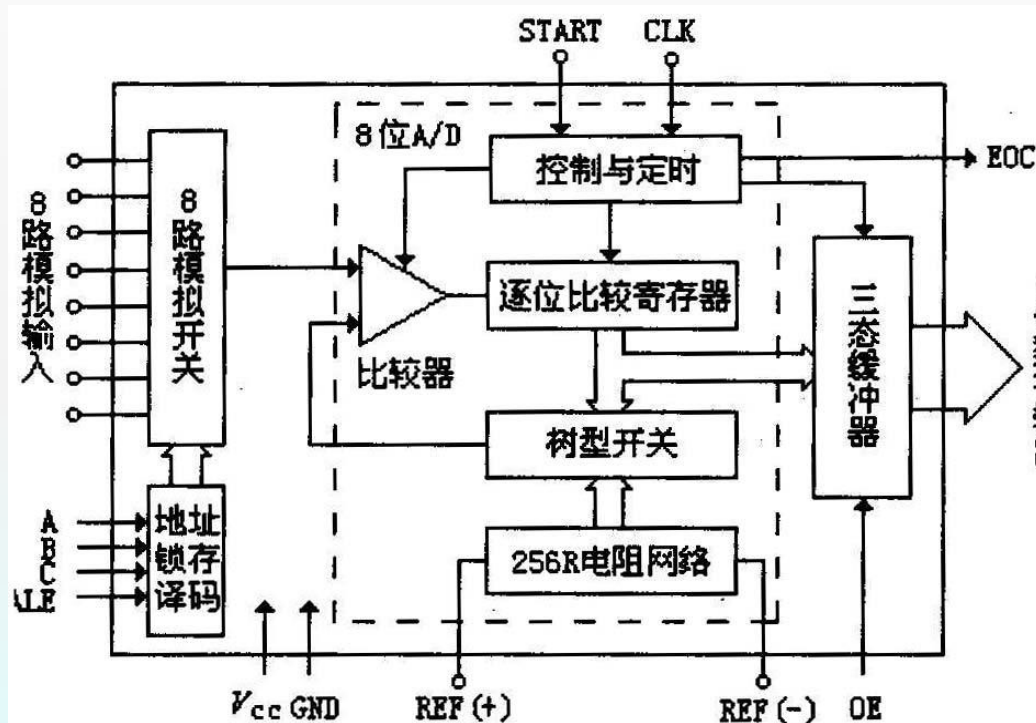 START CLK
8位A/D
控制与定时
EOC
8路模拟输入
8路模拟开关
逐位比较寄存器
比较器
三态缓冲器
树型开关
A
B
C
ALE
地址
锁存
译码
256R电阻网络
Vcc GND REF(+) REF(-) OE